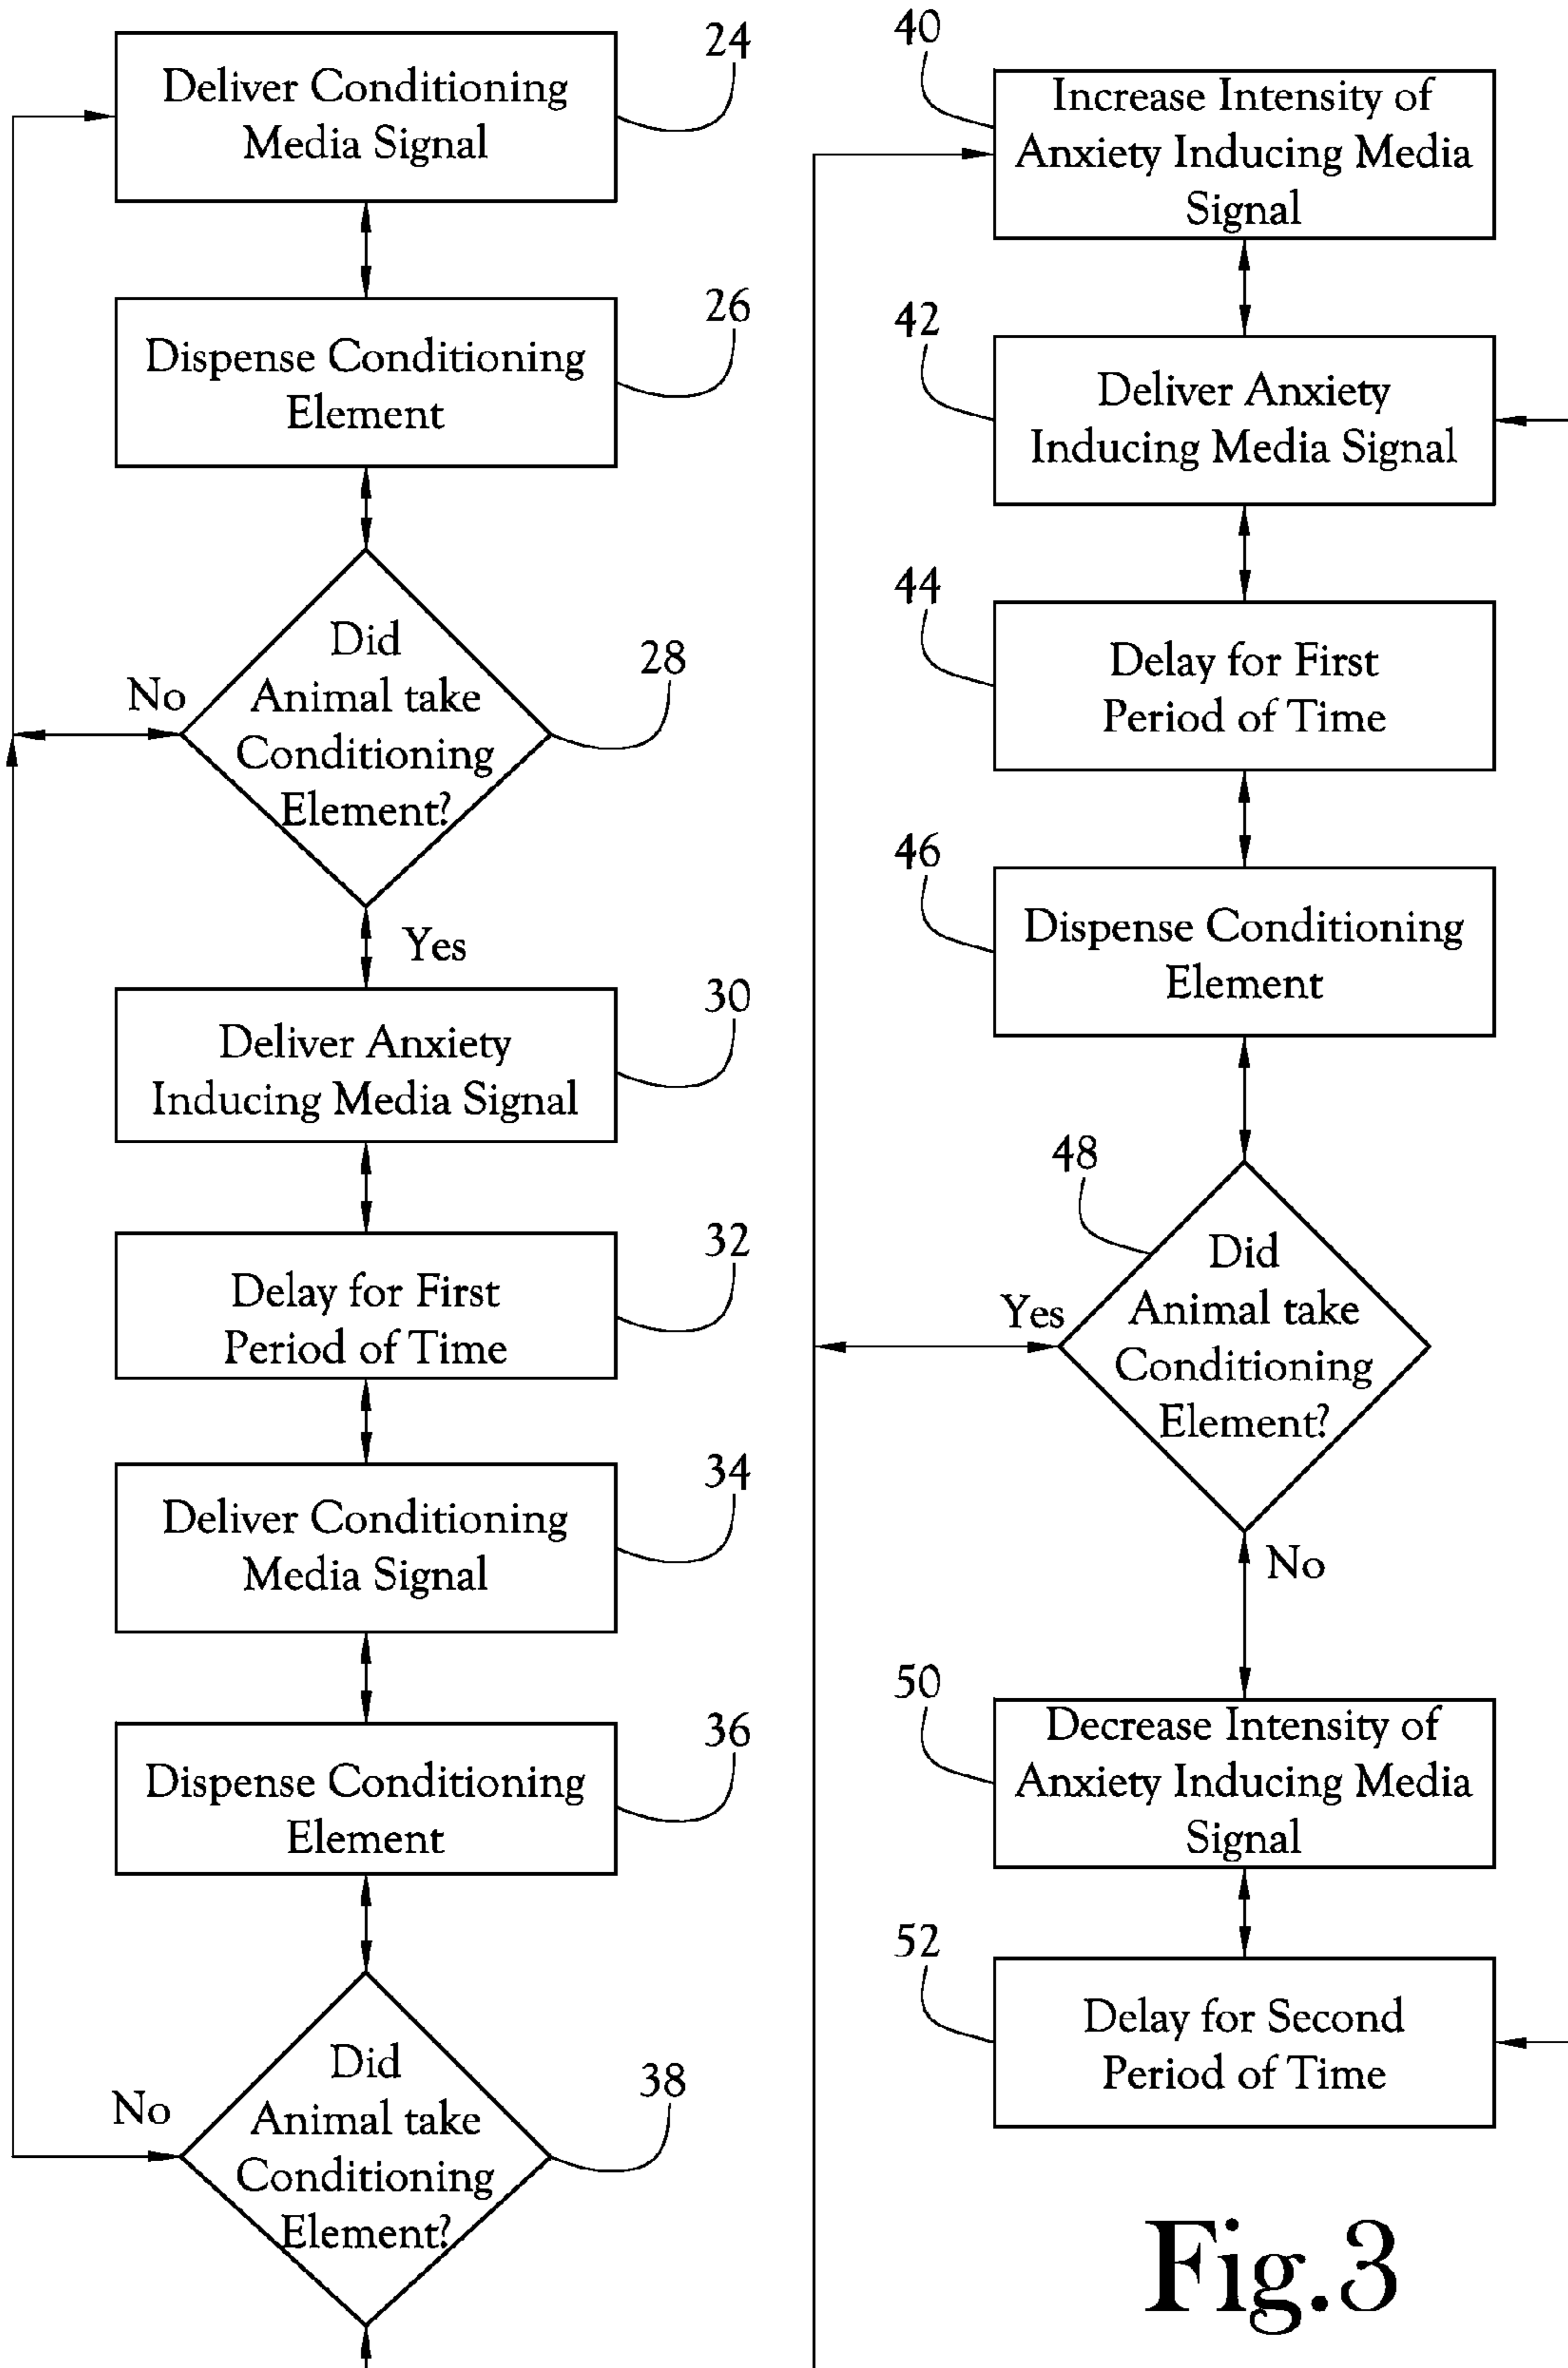 24
Deliver Conditioning
Media Signal
26
Dispense Conditioning
Element
28
Did
Animal take
Conditioning
Element?
No
Yes
30
Deliver Anxiety
Inducing Media Signal
32
Delay for First
Period of Time
34
Deliver Conditioning
Media Signal
36
Dispense Conditioning
Element
38
Did
Animal take
Conditioning
Element?
No
40
Increase Intensity of
Anxiety Inducing Media
Signal
42
Deliver Anxiety
Inducing Media Signal
44
Delay for First
Period of Time
46
Dispense Conditioning
Element
48
Did
Animal take
Conditioning
Element?
Yes
No
50
Decrease Intensity of
Anxiety Inducing Media
Signal
52
Delay for Second
Period of Time
Fig.3